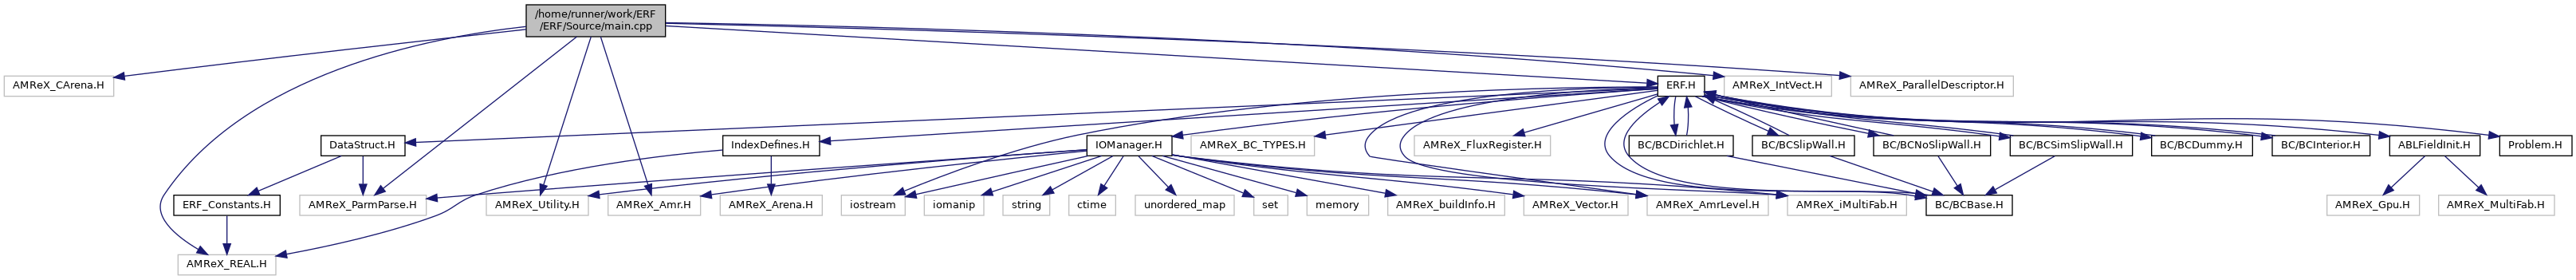 /home/runner/work/ERF
/ERF/Source/main.cpp
AMReX_CArena.H
ERF.H
AMReX_IntVect.H
AMReX_ParallelDescriptor.H
DataStruct.H
IndexDefines.H
IOManager.H
AMReX_BC_TYPES.H
AMReX_FluxRegister.H
BC/BCDirichlet.H
BC/BCSlipWall.H
BC/BCNoSlipWall.H
BC/BCSimSlipWall.H
BC/BCDummy.H
BC/BCInterior.H
ABLFieldInit.H
Problem.H
ERF_Constants.H
AMReX_ParmParse.H
AMReX_Utility.H
AMReX_Amr.H
AMReX_Arena.H
iostream
iomanip
string
ctime
unordered_map
set
memory
AMReX_buildInfo.H
AMReX_Vector.H
AMReX_AmrLevel.H
AMReX_iMultiFab.H
BC/BCBase.H
AMReX_Gpu.H
AMReX_MultiFab.H
AMReX_REAL.H